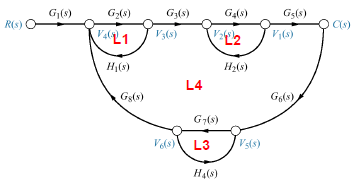 G₁(s) G₂(s) G₃(s) G₄(s) G₅(s)
R(s) C(s)
V₄(s) L1 V₃(s) V₂(s) L2 V₁(s)
H₁(s) H₂(s)
L4
G₈(s) G₆(s)
G₇(s)
V₆(s) L3 V₅(s)
H₄(s)